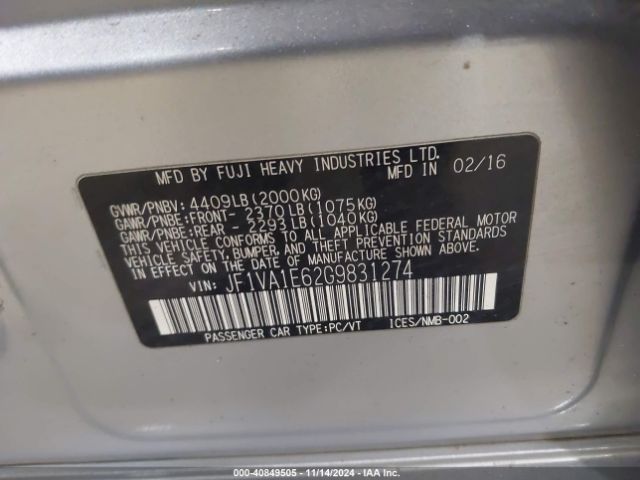 MFD BY FUJI HEAVY INDUSTRIES LTD.
MFD IN 02/16
GVWR/PNBV: 4409LB(2000KG)
GAWR/PNBE:FRONT- 2370LB(1075KG)
GAWR/PNBE:REAR - 2293LB(1040KG)
THIS VEHICLE CONFORMS TO ALL APPLICABLE FEDERAL MOTOR
VEHICLE SAFETY, BUMPER, AND THEFT PREVENTION STANDARDS
IN EFFECT ON THE DATE OF MANUFACTURE SHOWN ABOVE.
VIN: JF1VA1E62G9831274
PASSENGER CAR TYPE:PC/VT ICES/NMB-002
000-40849505 - 11/14/2024 - iaai.com